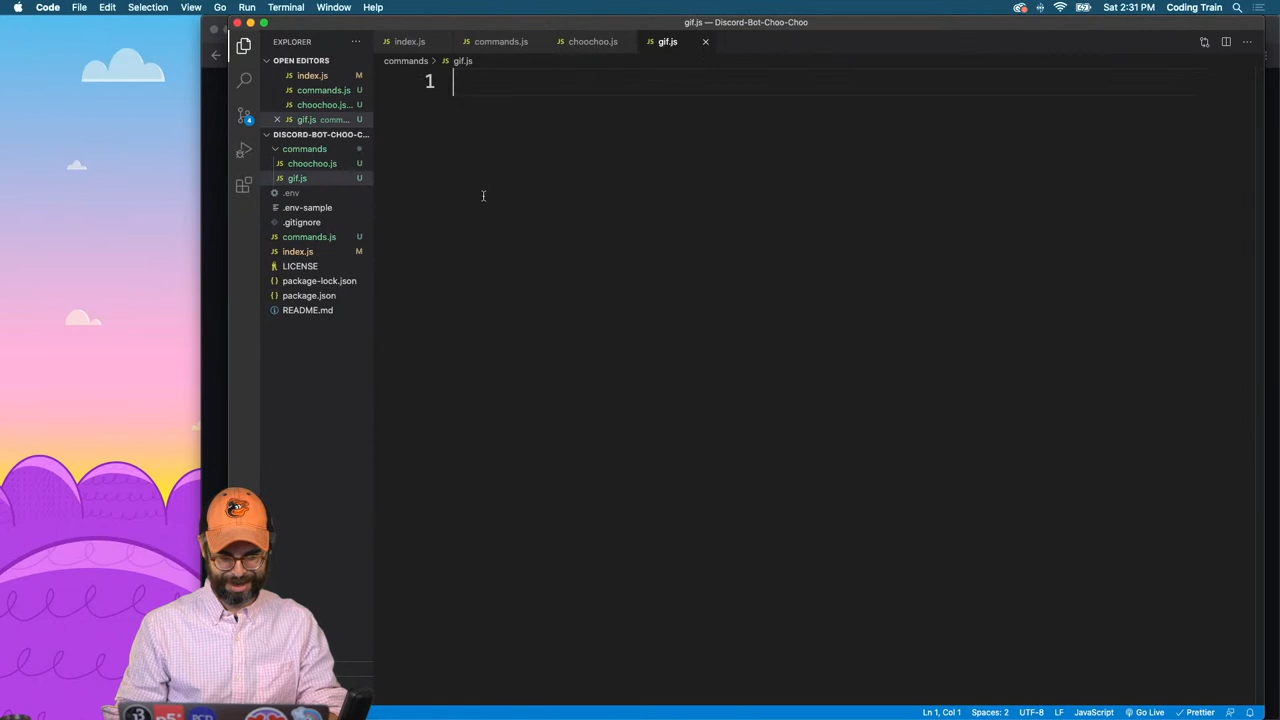 Code File Edit Selection View Go Run Terminal Window Help
Sat 2:31 PM Coding Train
gif.js — Discord-Bot-Choo-Choo
EXPLORER
index.js
commands.js
choochoo.js
gif.js
OPEN EDITORS
commands > gif.js
index.js M
commands.js U
choochoo.js... U
gif.js comm... U
DISCORD-BOT-CHOO-C...
commands
choochoo.js U
gif.js U
.env
.env-sample
.gitignore
commands.js U
index.js M
LICENSE
package-lock.json
package.json
README.md
1
4
Ln 1, Col 1 Spaces: 2 UTF-8 LF JavaScript Go Live Prettier